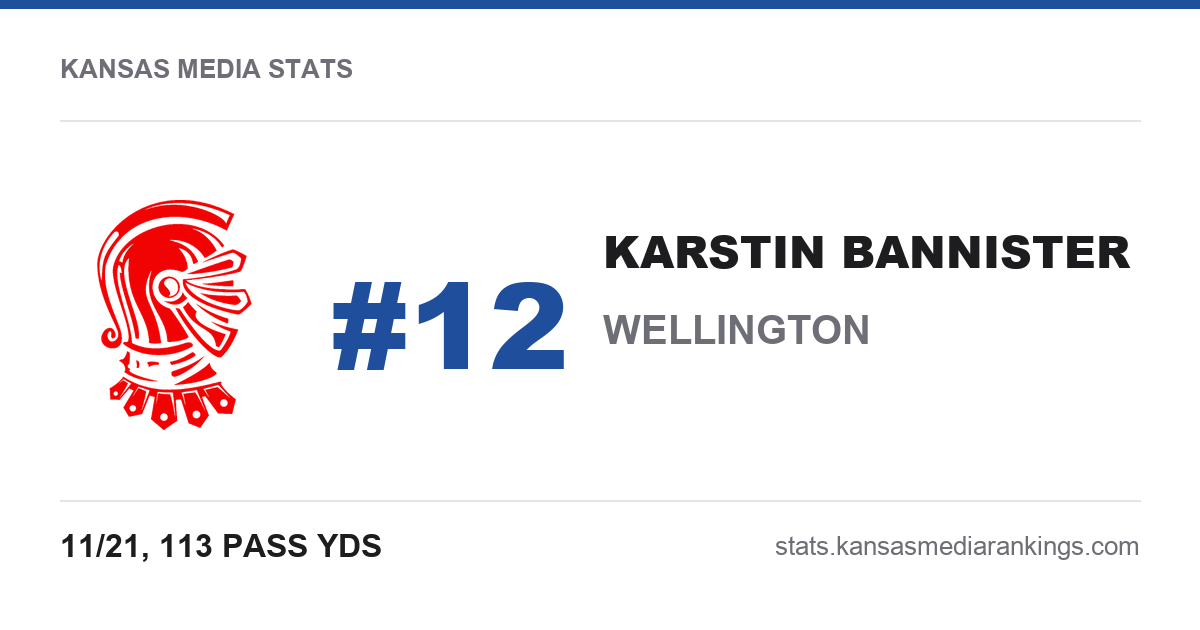 KANSAS MEDIA STATS
#12
KARSTIN BANNISTER
WELLINGTON
11/21, 113 PASS YDS
stats.kansasmediarankings.com